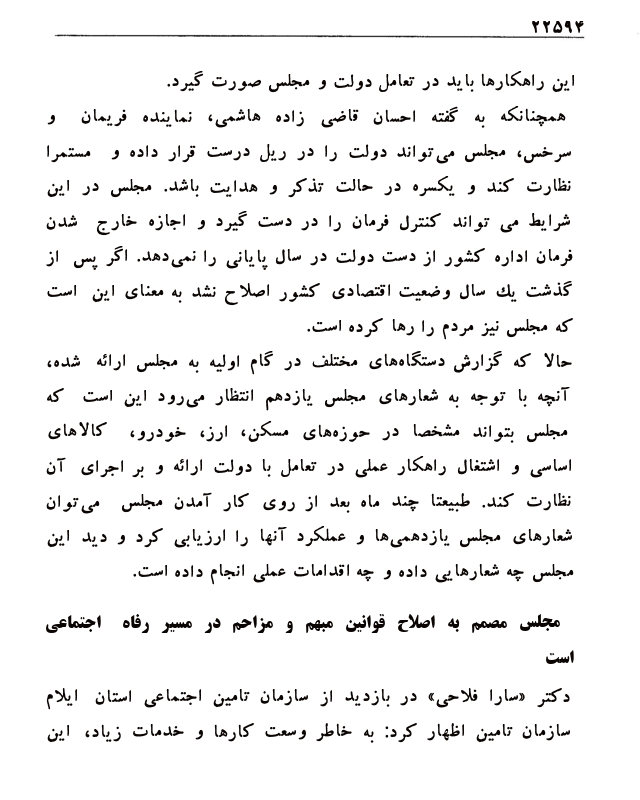 ۲۲۵۹۴
این راهکارها باید در تعامل دولت و مجلس صورت گیرد.
همچنانکه به گفته احسان قاضی زاده هاشمی، نماینده فریمان و
سرخس، مجلس می‌تواند دولت را در ریل درست قرار داده و مستمرا
نظارت کند و یکسره در حالت تذکر و هدایت باشد. مجلس در این
شرایط می تواند کنترل فرمان را در دست گیرد و اجازه خارج شدن
فرمان اداره کشور از دست دولت در سال پایانی را نمی‌دهد. اگر پس از
گذشت یك سال وضعیت اقتصادی کشور اصلاح نشد به معنای این است
که مجلس نیز مردم را رها کرده است.
حالا که گزارش دستگاه‌های مختلف در گام اولیه به مجلس ارائه شده،
آنچه با توجه به شعارهای مجلس یازدهم انتظار می‌رود این است که
مجلس بتواند مشخصا در حوزه‌های مسکن، ارز، خودرو، کالاهای
اساسی و اشتغال راهکار عملی در تعامل با دولت ارائه و بر اجرای آن
نظارت کند. طبیعتا چند ماه بعد از روی کار آمدن مجلس می‌توان
شعارهای مجلس یازدهمی‌ها و عملکرد آنها را ارزیابی کرد و دید این
مجلس چه شعارهایی داده و چه اقدامات عملی انجام داده است.
مجلس مصمم به اصلاح قوانین مبهم و مزاحم در مسیر رفاه اجتماعی
است
دکتر «سارا فلاحی» در بازدید از سازمان تامین اجتماعی استان ایلام
سازمان تامین اظهار کرد: به خاطر وسعت کارها و خدمات زیاد، این